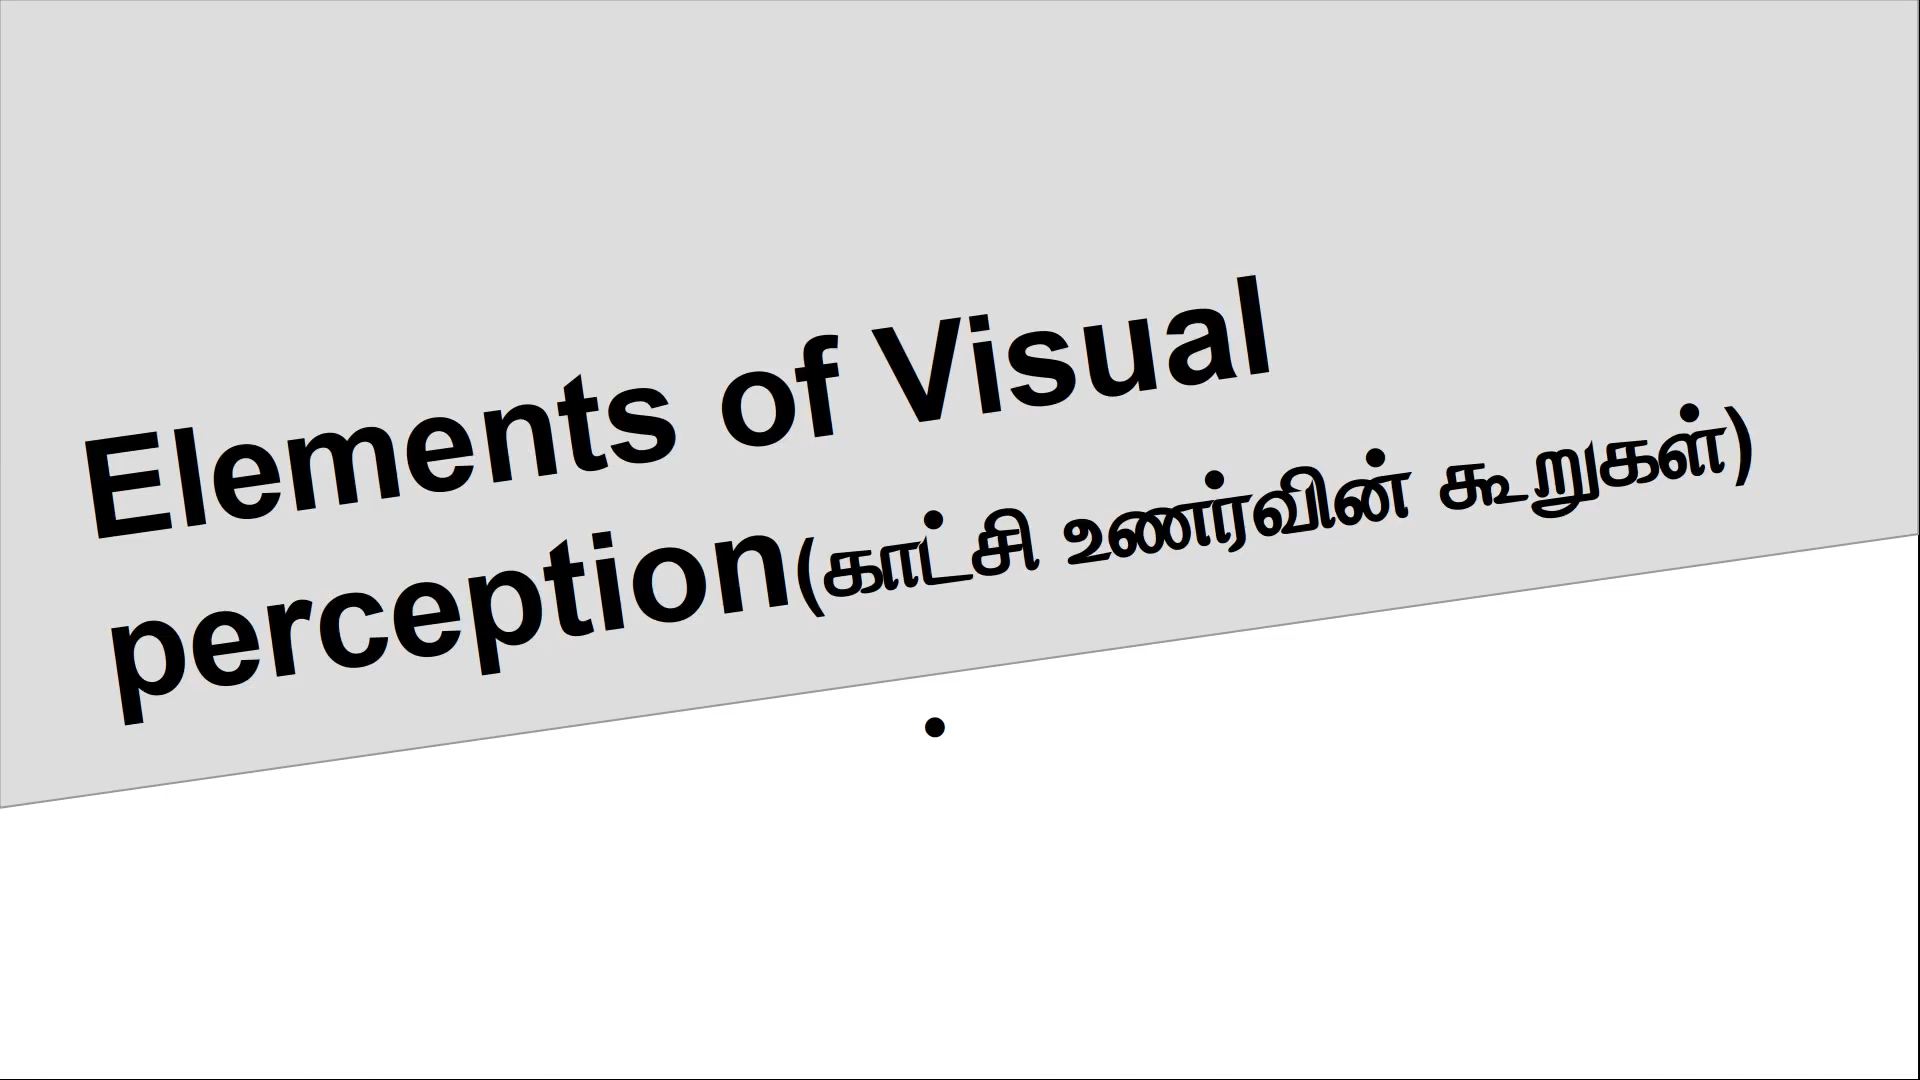 Elements of Visual
perception(காட்சி உணர்வின் கூறுகள்)
•